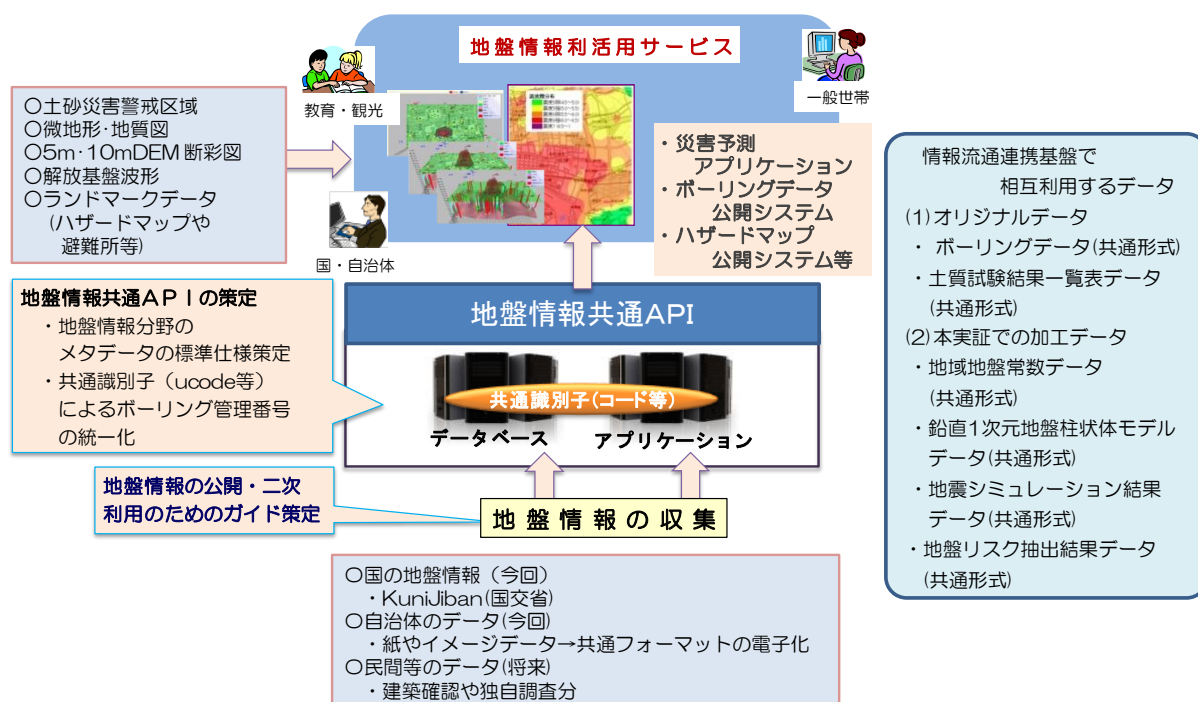 地盤情報利活用サービス
教育・観光
一般世帯
国・自治体
○土砂災害警戒区域
○微地形・地質図
○5m・10mDEM断彩図
○解放基盤波形
○ランドマークデータ
(ハザードマップや
避難所等)
・災害予測
アプリケーション
・ボーリングデータ
公開システム
・ハザードマップ
公開システム等
地盤情報共通APIの策定
・地盤情報分野の
メタデータの標準仕様策定
・共通識別子（ucode等）
によるボーリング管理番号
の統一化
地盤情報共通API
共通識別子(コード等)
データベース
アプリケーション
地盤情報の公開・二次
利用のためのガイド策定
地盤情報の収集
○国の地盤情報（今回）
・KuniJiban(国交省)
○自治体のデータ(今回)
・紙やイメージデータ→共通フォーマットの電子化
○民間等のデータ(将来)
・建築確認や独自調査分
情報流通連携基盤で
相互利用するデータ
(1)オリジナルデータ
・ ボーリングデータ(共通形式)
・土質試験結果一覧表データ
(共通形式)
(2)本実証での加工データ
・地域地盤常数データ
(共通形式)
・鉛直1次元地盤柱状体モデル
データ(共通形式)
・地震シミュレーション結果
データ(共通形式)
・地盤リスク抽出結果データ
(共通形式)